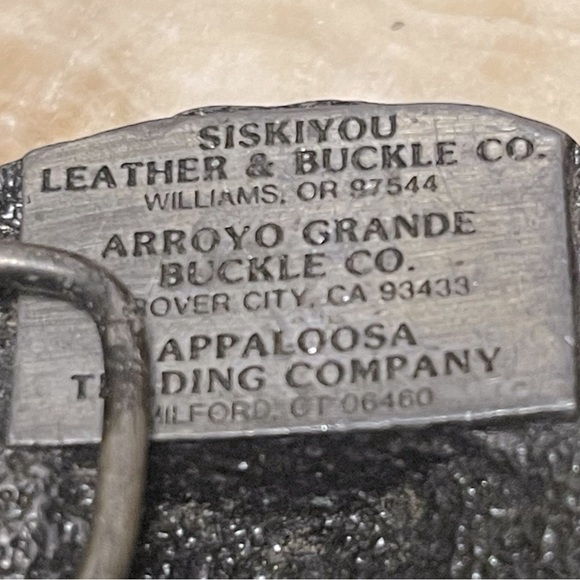 SISKIYOU
LEATHER & BUCKLE CO.
WILLIAMS, OR 97544
ARROYO GRANDE
BUCKLE CO.
ROVER CITY, CA 93433
APPALOOSA
T DING COMPANY
MILFORD, CT 06460